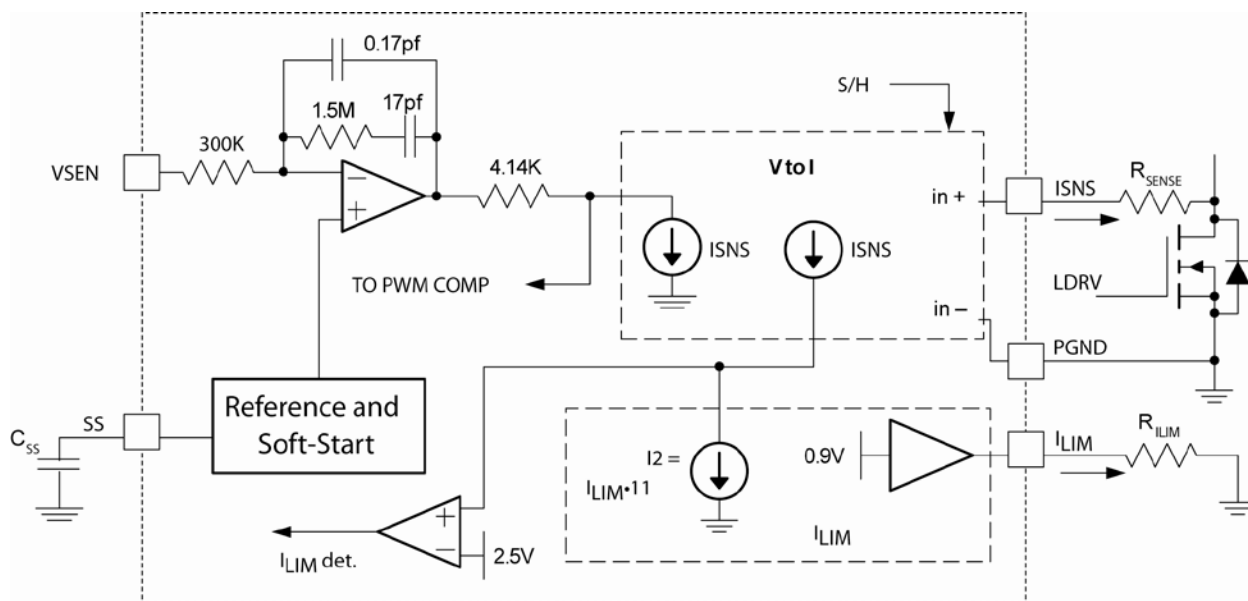 0.17pf
17pf
1.5M
S/H
300K
VSEN
4.14K
Vtol
ISNS
R_SENSE
in +
ISNS
ISNS
TO PWM COMP
LDRV
in –
PGND
Reference and
Soft-Start
SS
C_SS
I_LIM
R_ILIM
I2 =
I_LIM•11
0.9V
I_LIM
I_LIM det.
2.5V
+
−
+
−